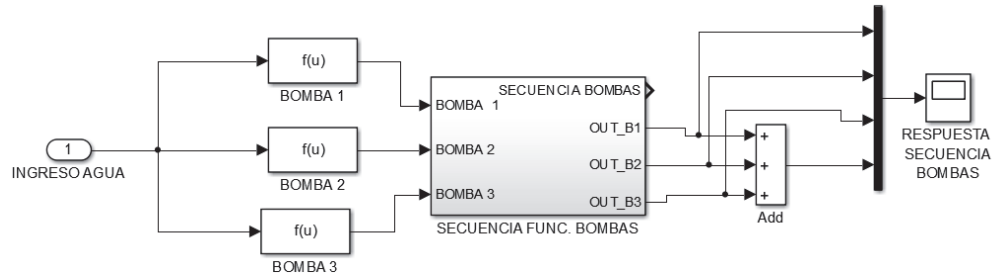 1
INGRESO AGUA
f(u)
BOMBA 1
f(u)
BOMBA 2
f(u)
BOMBA 3
SECUENCIA BOMBAS
BOMBA 1
OUT_B1
BOMBA 2
OUT_B2
BOMBA 3
OUT_B3
SECUENCIA FUNC. BOMBAS
+
+
+
Add
RESPUESTA
SECUENCIA
BOMBAS